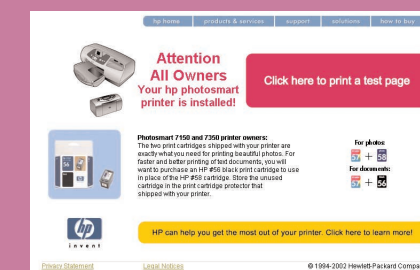 hp home products & services support solutions how to buy
Attention
All Owners
Your hp photosmart
printer is installed!
Click here to print a test page
Photosmart 7150 and 7350 printer owners:
The two print cartridges shipped with your printer are
exactly what you need for printing beautiful photos. For
faster and better printing of text documents, you will
want to purchase an HP #56 black print cartridge to use
in place of the HP #58 cartridge. Store the unused
cartridge in the print cartridge protector that
shipped with your printer.
For photos:
57 + 58
For documents:
57 + 56
hp
invent
HP can help you get the most out of your printer. Click here to learn more!
Privacy Statement Legal Notices © 1994-2002 Hewlett-Packard Compa